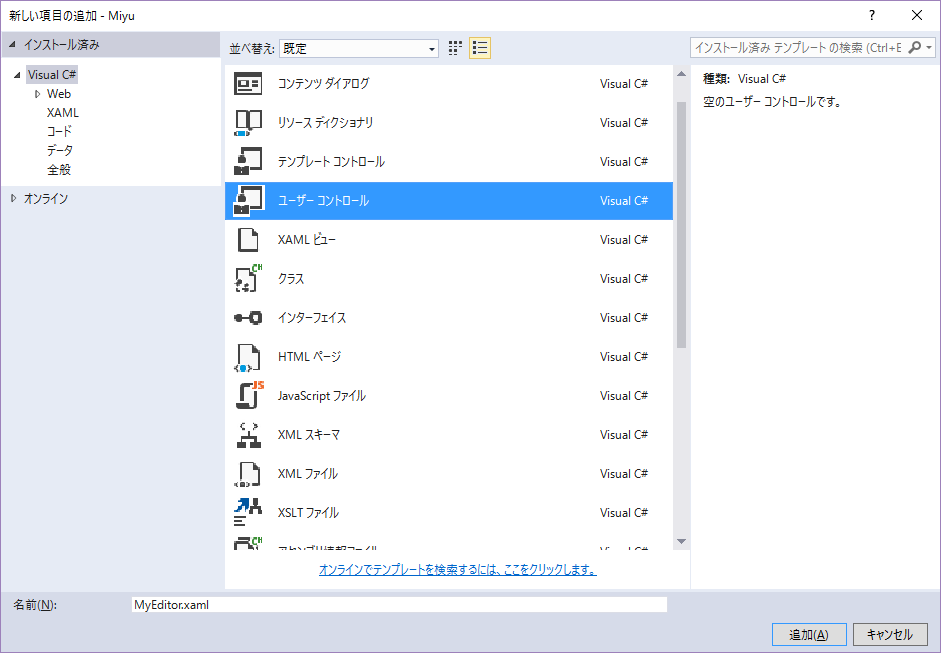 新しい項目の追加 - Miyu
インストール済み
並べ替え: 既定
インストール済み テンプレート の検索 (Ctrl+E
Visual C#
Web
XAML
コード
データ
全般
オンライン
コンテンツ ダイアログ Visual C#
リソース ディクショナリ Visual C#
テンプレート コントロール Visual C#
ユーザー コントロール Visual C#
XAML ビュー Visual C#
クラス Visual C#
インターフェイス Visual C#
HTML ページ Visual C#
JavaScript ファイル Visual C#
XML スキーマ Visual C#
XML ファイル Visual C#
XSLT ファイル Visual C#
アセンブリ情報ファイル Visual C#
オンラインでテンプレートを検索するには、ここをクリックします。
種類: Visual C#
空のユーザー コントロールです。
名前(N): MyEditor.xaml
追加(A) キャンセル